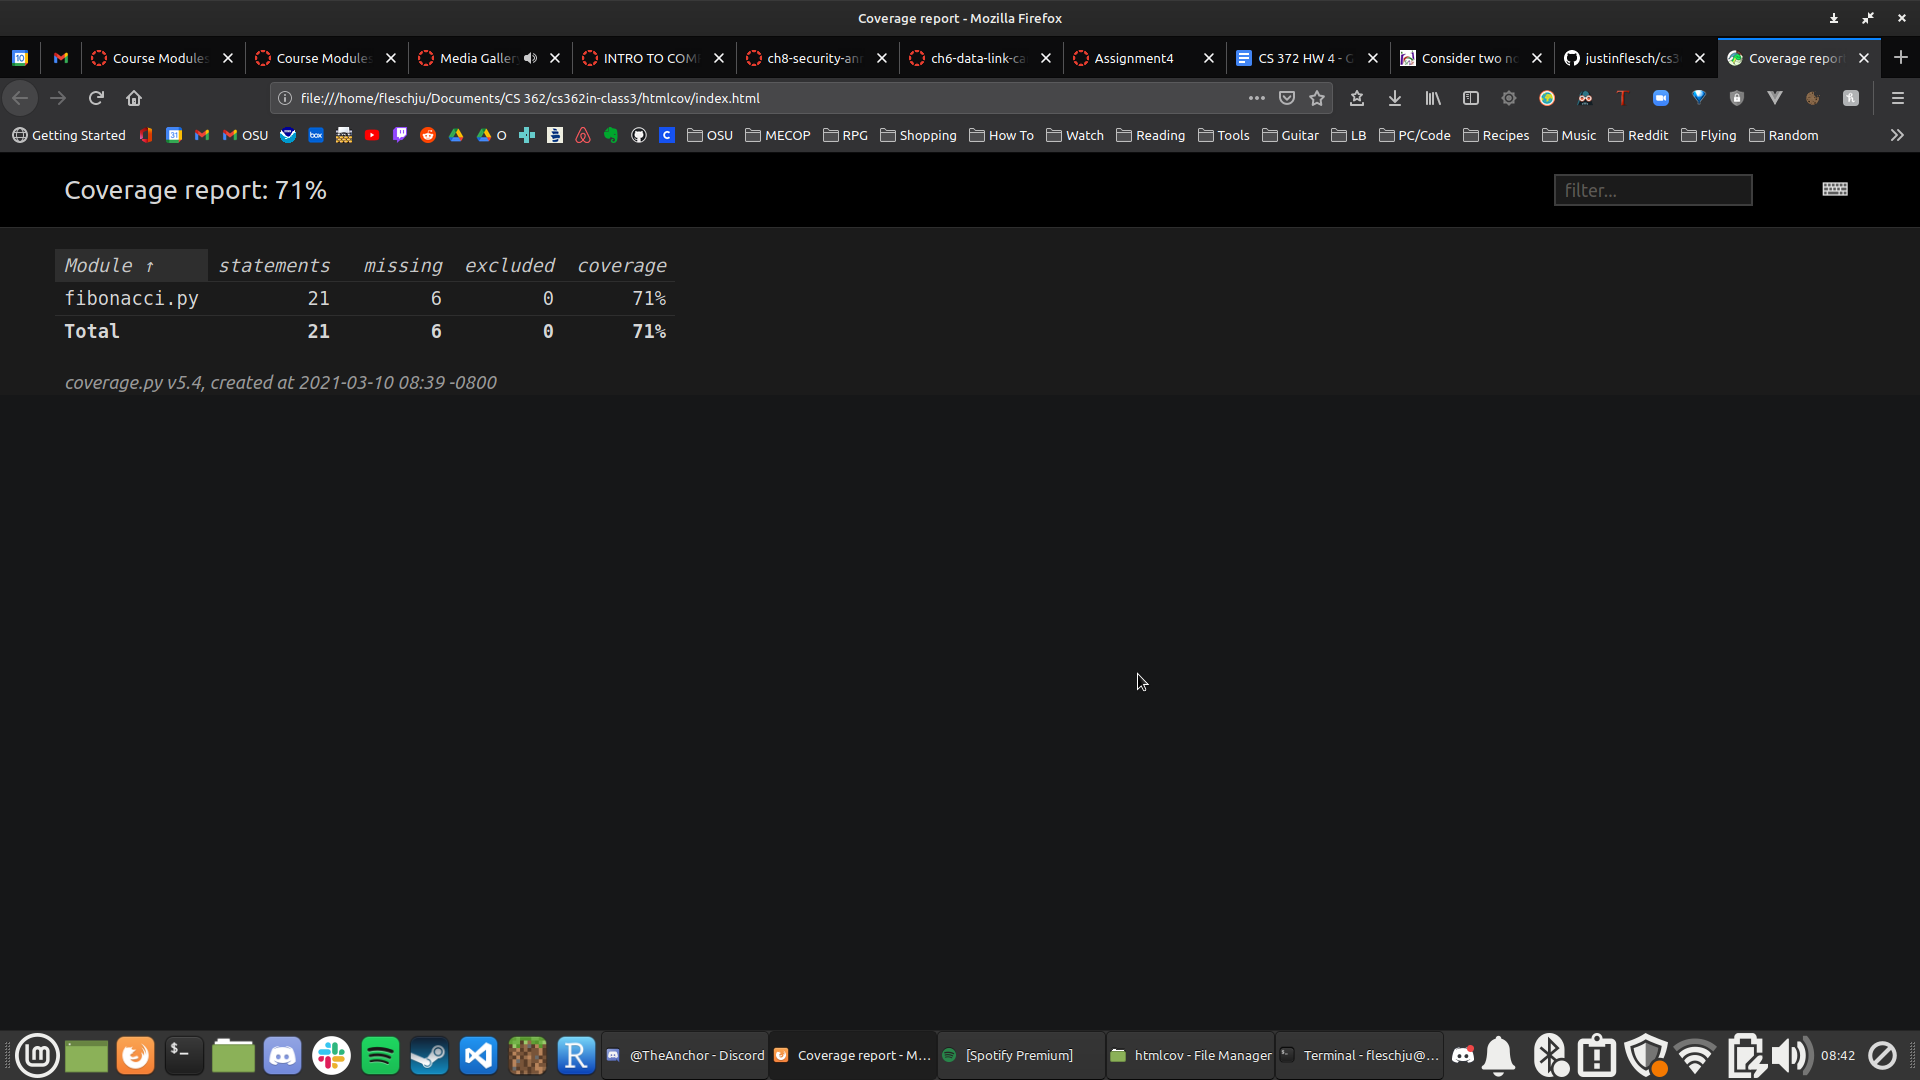 Coverage report - Mozilla Firefox
Course Modules
Course Modules
Media Gallery
INTRO TO COM
ch8-security-an
ch6-data-link-ca
Assignment4
CS 372 HW 4 - G
Consider two no
justinflesch/cs3
Coverage repor
file:///home/fleschju/Documents/CS 362/cs362in-class3/htmlcov/index.html
Getting Started
OSU
O
OSU
MECOP
RPG
Shopping
How To
Watch
Reading
Tools
Guitar
LB
PC/Code
Recipes
Music
Reddit
Flying
Random
Coverage report: 71%
filter...
Module ↑ statements missing excluded coverage
fibonacci.py 21 6 0 71%
Total 21 6 0 71%
coverage.py v5.4, created at 2021-03-10 08:39 -0800
@TheAnchor - Discord
Coverage report - M...
[Spotify Premium]
htmlcov - File Manager
Terminal - fleschju@...
08:42